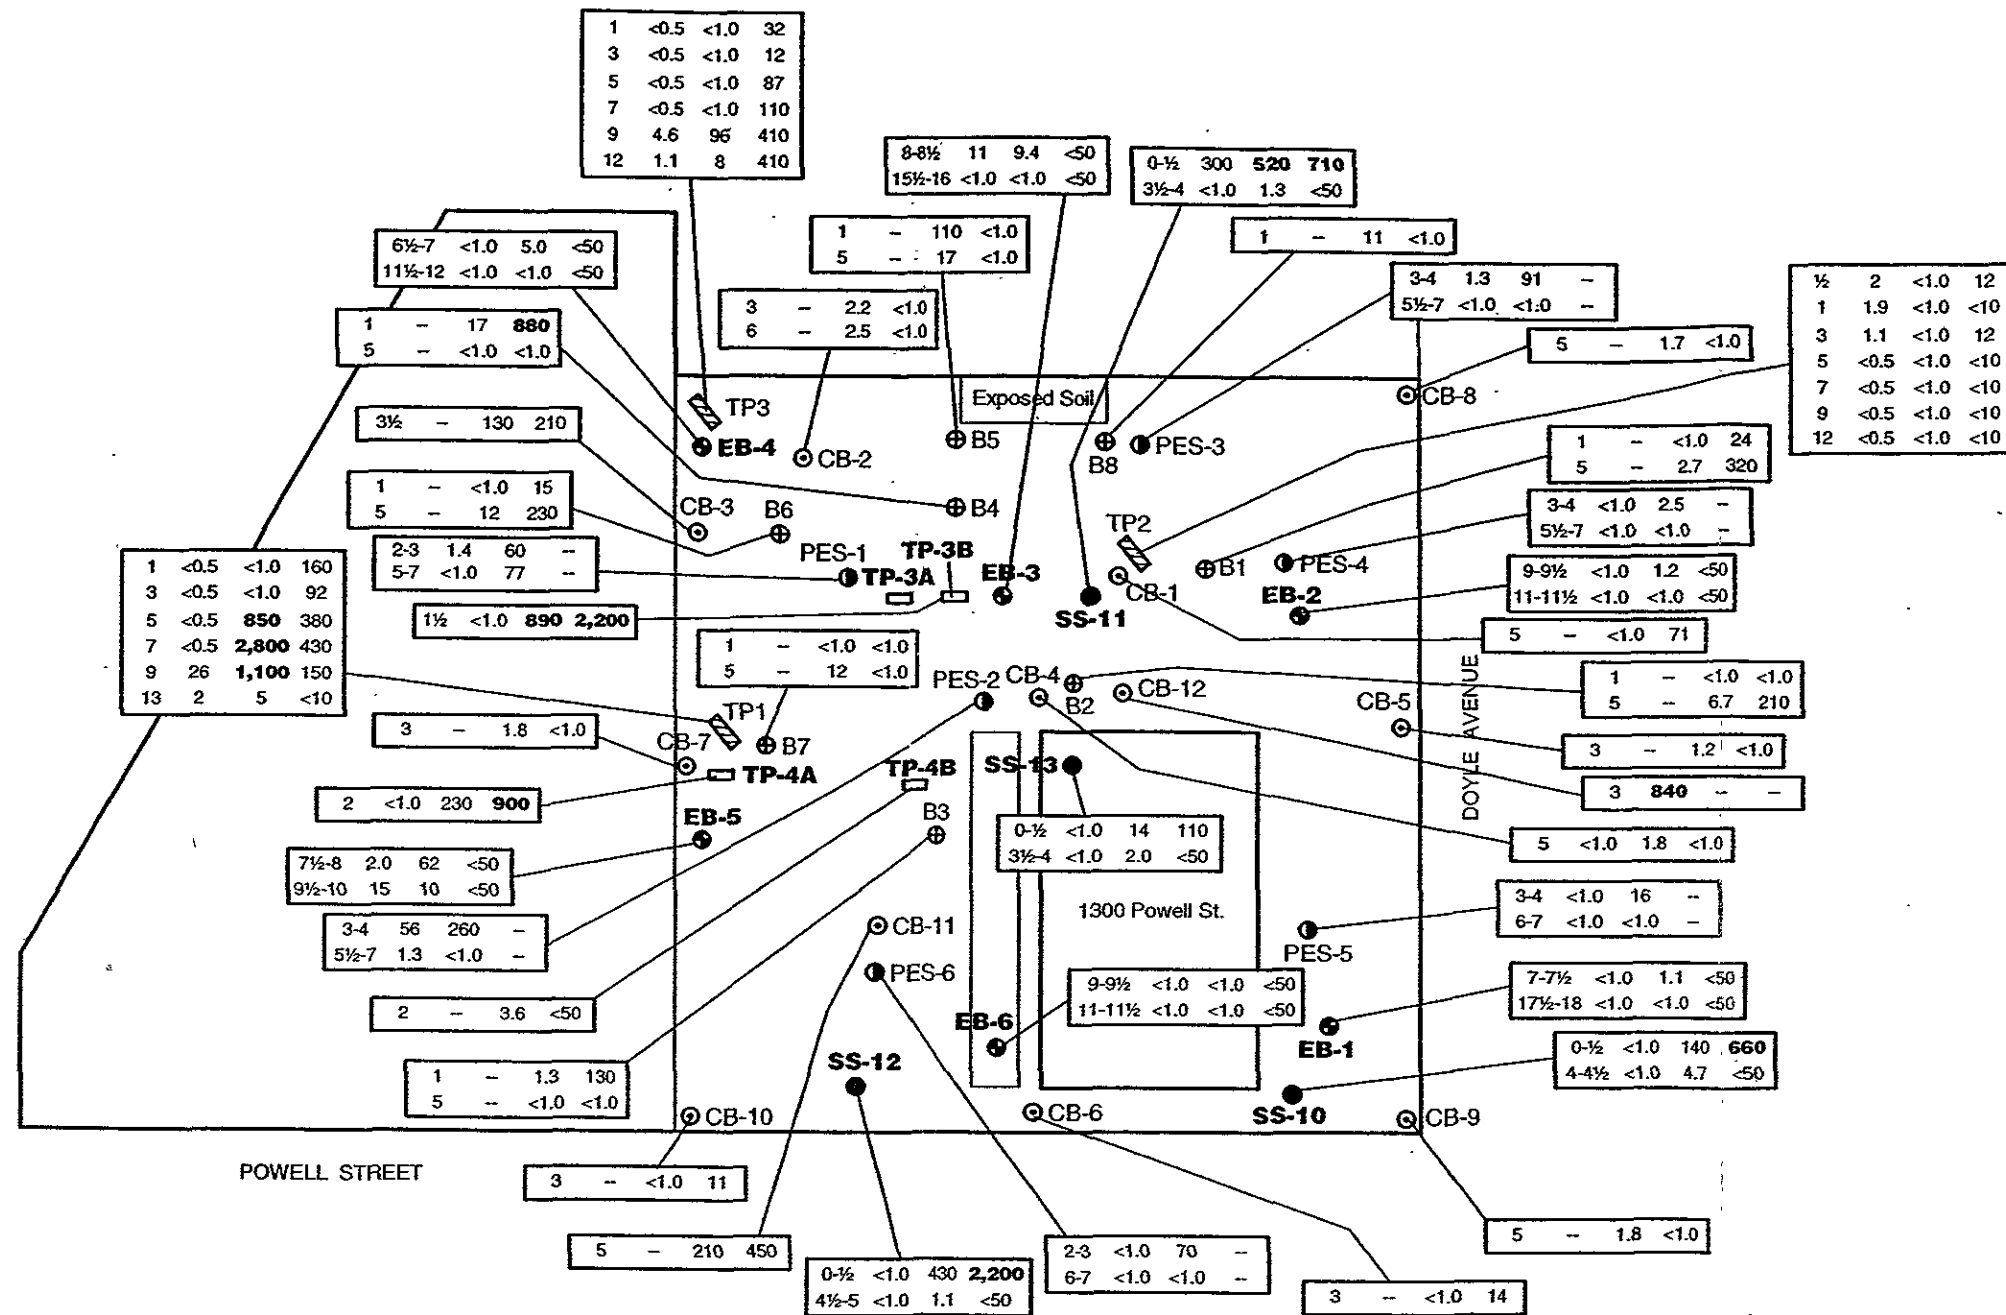 1 <0.5 <1.0 32
3 <0.5 <1.0 12
5 <0.5 <1.0 87
7 <0.5 <1.0 110
9 4.6 96 410
12 1.1 8 410
8-8½ 11 9.4 <50
15½-16 <1.0 <1.0 <50
0-½ 300 520 710
3½-4 <1.0 1.3 <50
1 - 110 <1.0
5 - 17 <1.0
1 - 11 <1.0
6½-7 <1.0 5.0 <50
11½-12 <1.0 <1.0 <50
3-4 1.3 91 -
5½-7 <1.0 <1.0 -
½ 2 <1.0 12
1 1.9 <1.0 <10
3 1.1 <1.0 12
5 <0.5 <1.0 <10
7 <0.5 <1.0 <10
9 <0.5 <1.0 <10
12 <0.5 <1.0 <10
3 - 2.2 <1.0
6 - 2.5 <1.0
1 - 17 880
5 - <1.0 <1.0
5 - 1.7 <1.0
Exposed Soil
TP3
CB-8
3½ - 130 210
EB-4
CB-2
B5
B8
PES-3
1 - <1.0 24
5 - 2.7 320
1 - <1.0 15
5 - 12 230
CB-3
B6
B4
TP2
3-4 <1.0 2.5 --
5½-7 <1.0 <1.0 -
2-3 1.4 60 --
5-7 <1.0 77 --
PES-1
TP-3B
TP-3A
EB-3
CB-1
B1
PES-4
9-9½ <1.0 1.2 <50
11-11½ <1.0 <1.0 <50
1 <0.5 <1.0 160
3 <0.5 <1.0 92
5 <0.5 850 380
7 <0.5 2,800 430
9 26 1,100 150
13 2 5 <10
1½ <1.0 890 2,200
SS-11
EB-2
5 - <1.0 71
1 - <1.0 <1.0
5 - 12 <1.0
PES-2
CB-4
B2
CB-12
DOYLE AVENUE
1 - <1.0 <1.0
5 -- 6.7 210
3 - 1.8 <1.0
CB-7
TP1
B7
CB-5
3 - 1.2 <1.0
TP-4A
TP-4B
SS-13
3 840 -- -
2 <1.0 230 900
EB-5
B3
0-½ <1.0 14 110
3½-4 <1.0 2.0 <50
5 <1.0 1.8 <1.0
7½-8 2.0 62 <50
9½-10 15 10 <50
3-4 <1.0 16 --
6-7 <1.0 <1.0 -
1300 Powell St.
3-4 56 260 -
5½-7 1.3 <1.0 -
CB-11
PES-5
PES-6
9-9½ <1.0 <1.0 <50
11-11½ <1.0 <1.0 <50
7-7½ <1.0 1.1 <50
17½-18 <1.0 <1.0 <50
2 - 3.6 <50
EB-6
EB-1
0-½ <1.0 140 660
4-4½ <1.0 4.7 <50
1 - 1.3 130
5 -- <1.0 <1.0
SS-12
SS-10
CB-10
CB-6
CB-9
POWELL STREET
3 -- <1.0 11
5 - 210 450
0-½ <1.0 430 2,200
4½-5 <1.0 1.1 <50
2-3 <1.0 70 --
6-7 <1.0 <1.0 --
5 -- 1.8 <1.0
3 -- <1.0 14